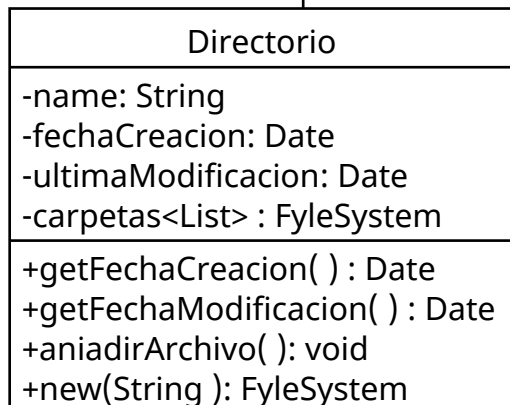 Directorio
-name: String
-fechaCreacion: Date
-ultimaModificacion: Date
-carpetas<List> : FyleSystem
+getFechaCreacion( ) : Date
+getFechaModificacion( ) : Date
+aniadirArchivo( ): void
+new(String ): FyleSystem